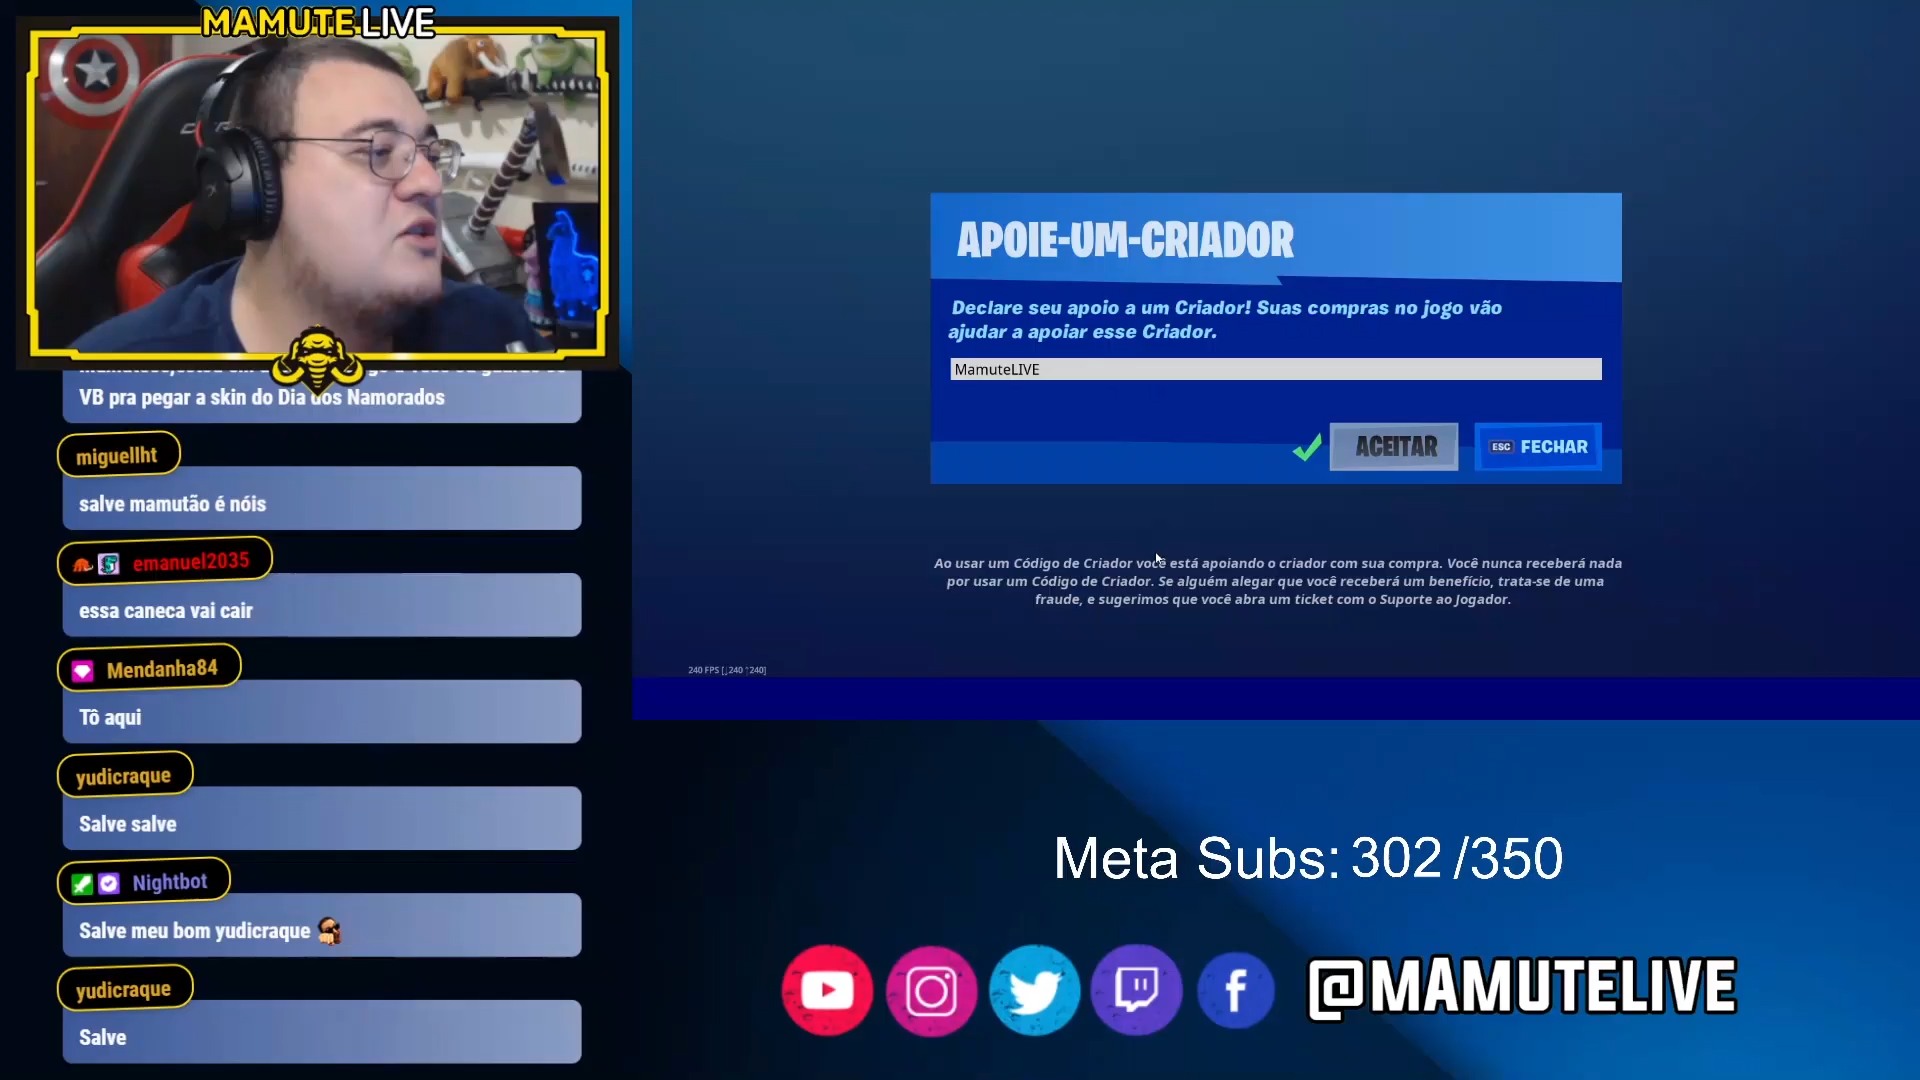 MAMUTE LIVE
VB pra pegar a skin do Dia dos Namorados
miguellht
salve mamutão é nóis
emanuel2035
essa caneca vai cair
Mendanha84
Tô aqui
yudicraque
Salve salve
Nightbot
Salve meu bom yudicraque
yudicraque
Salve
APOIE-UM-CRIADOR
Declare seu apoio a um Criador! Suas compras no jogo vão
ajudar a apoiar esse Criador.
MamuteLIVE
ACEITAR
ESC FECHAR
Ao usar um Código de Criador você está apoiando o criador com sua compra. Você nunca receberá nada
por usar um Código de Criador. Se alguém alegar que você receberá um benefício, trata-se de uma
fraude, e sugerimos que você abra um ticket com o Suporte ao Jogador.
240 FPS [↓240 ↑240]
Meta Subs: 302 /350
@MAMUTELIVE